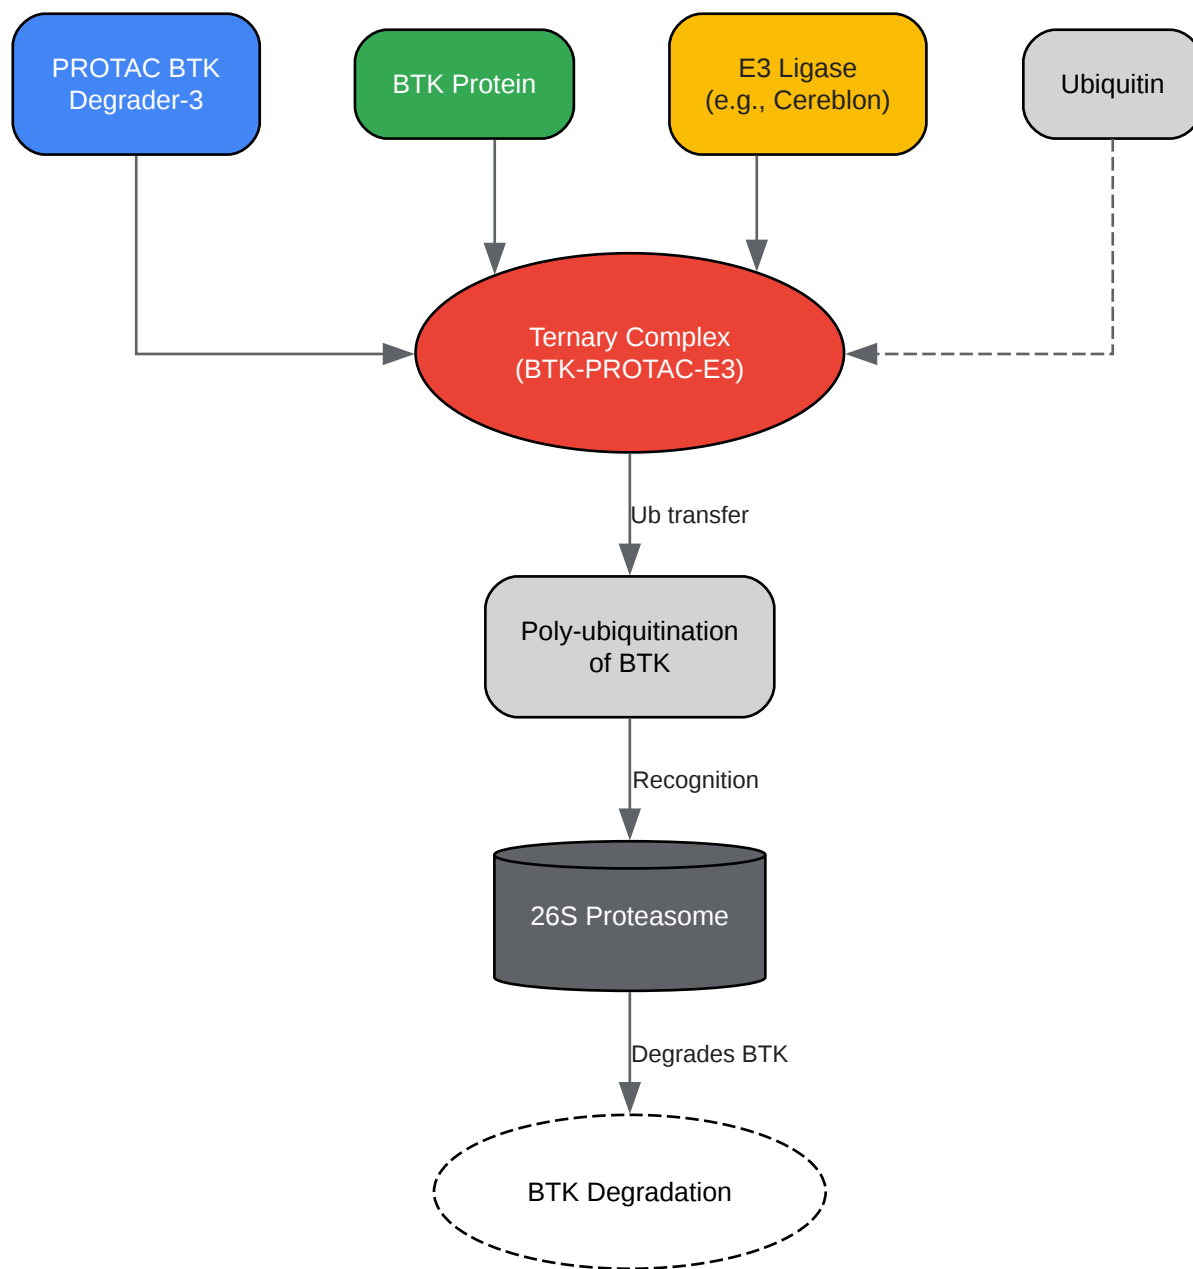 PROTAC BTK
Degrader-3
BTK Protein
E3 Ligase
(e.g., Cereblon)
Ubiquitin
Ternary Complex
(BTK-PROTAC-E3)
Ub transfer
Poly-ubiquitination
of BTK
Recognition
26S Proteasome
Degrades BTK
BTK Degradation